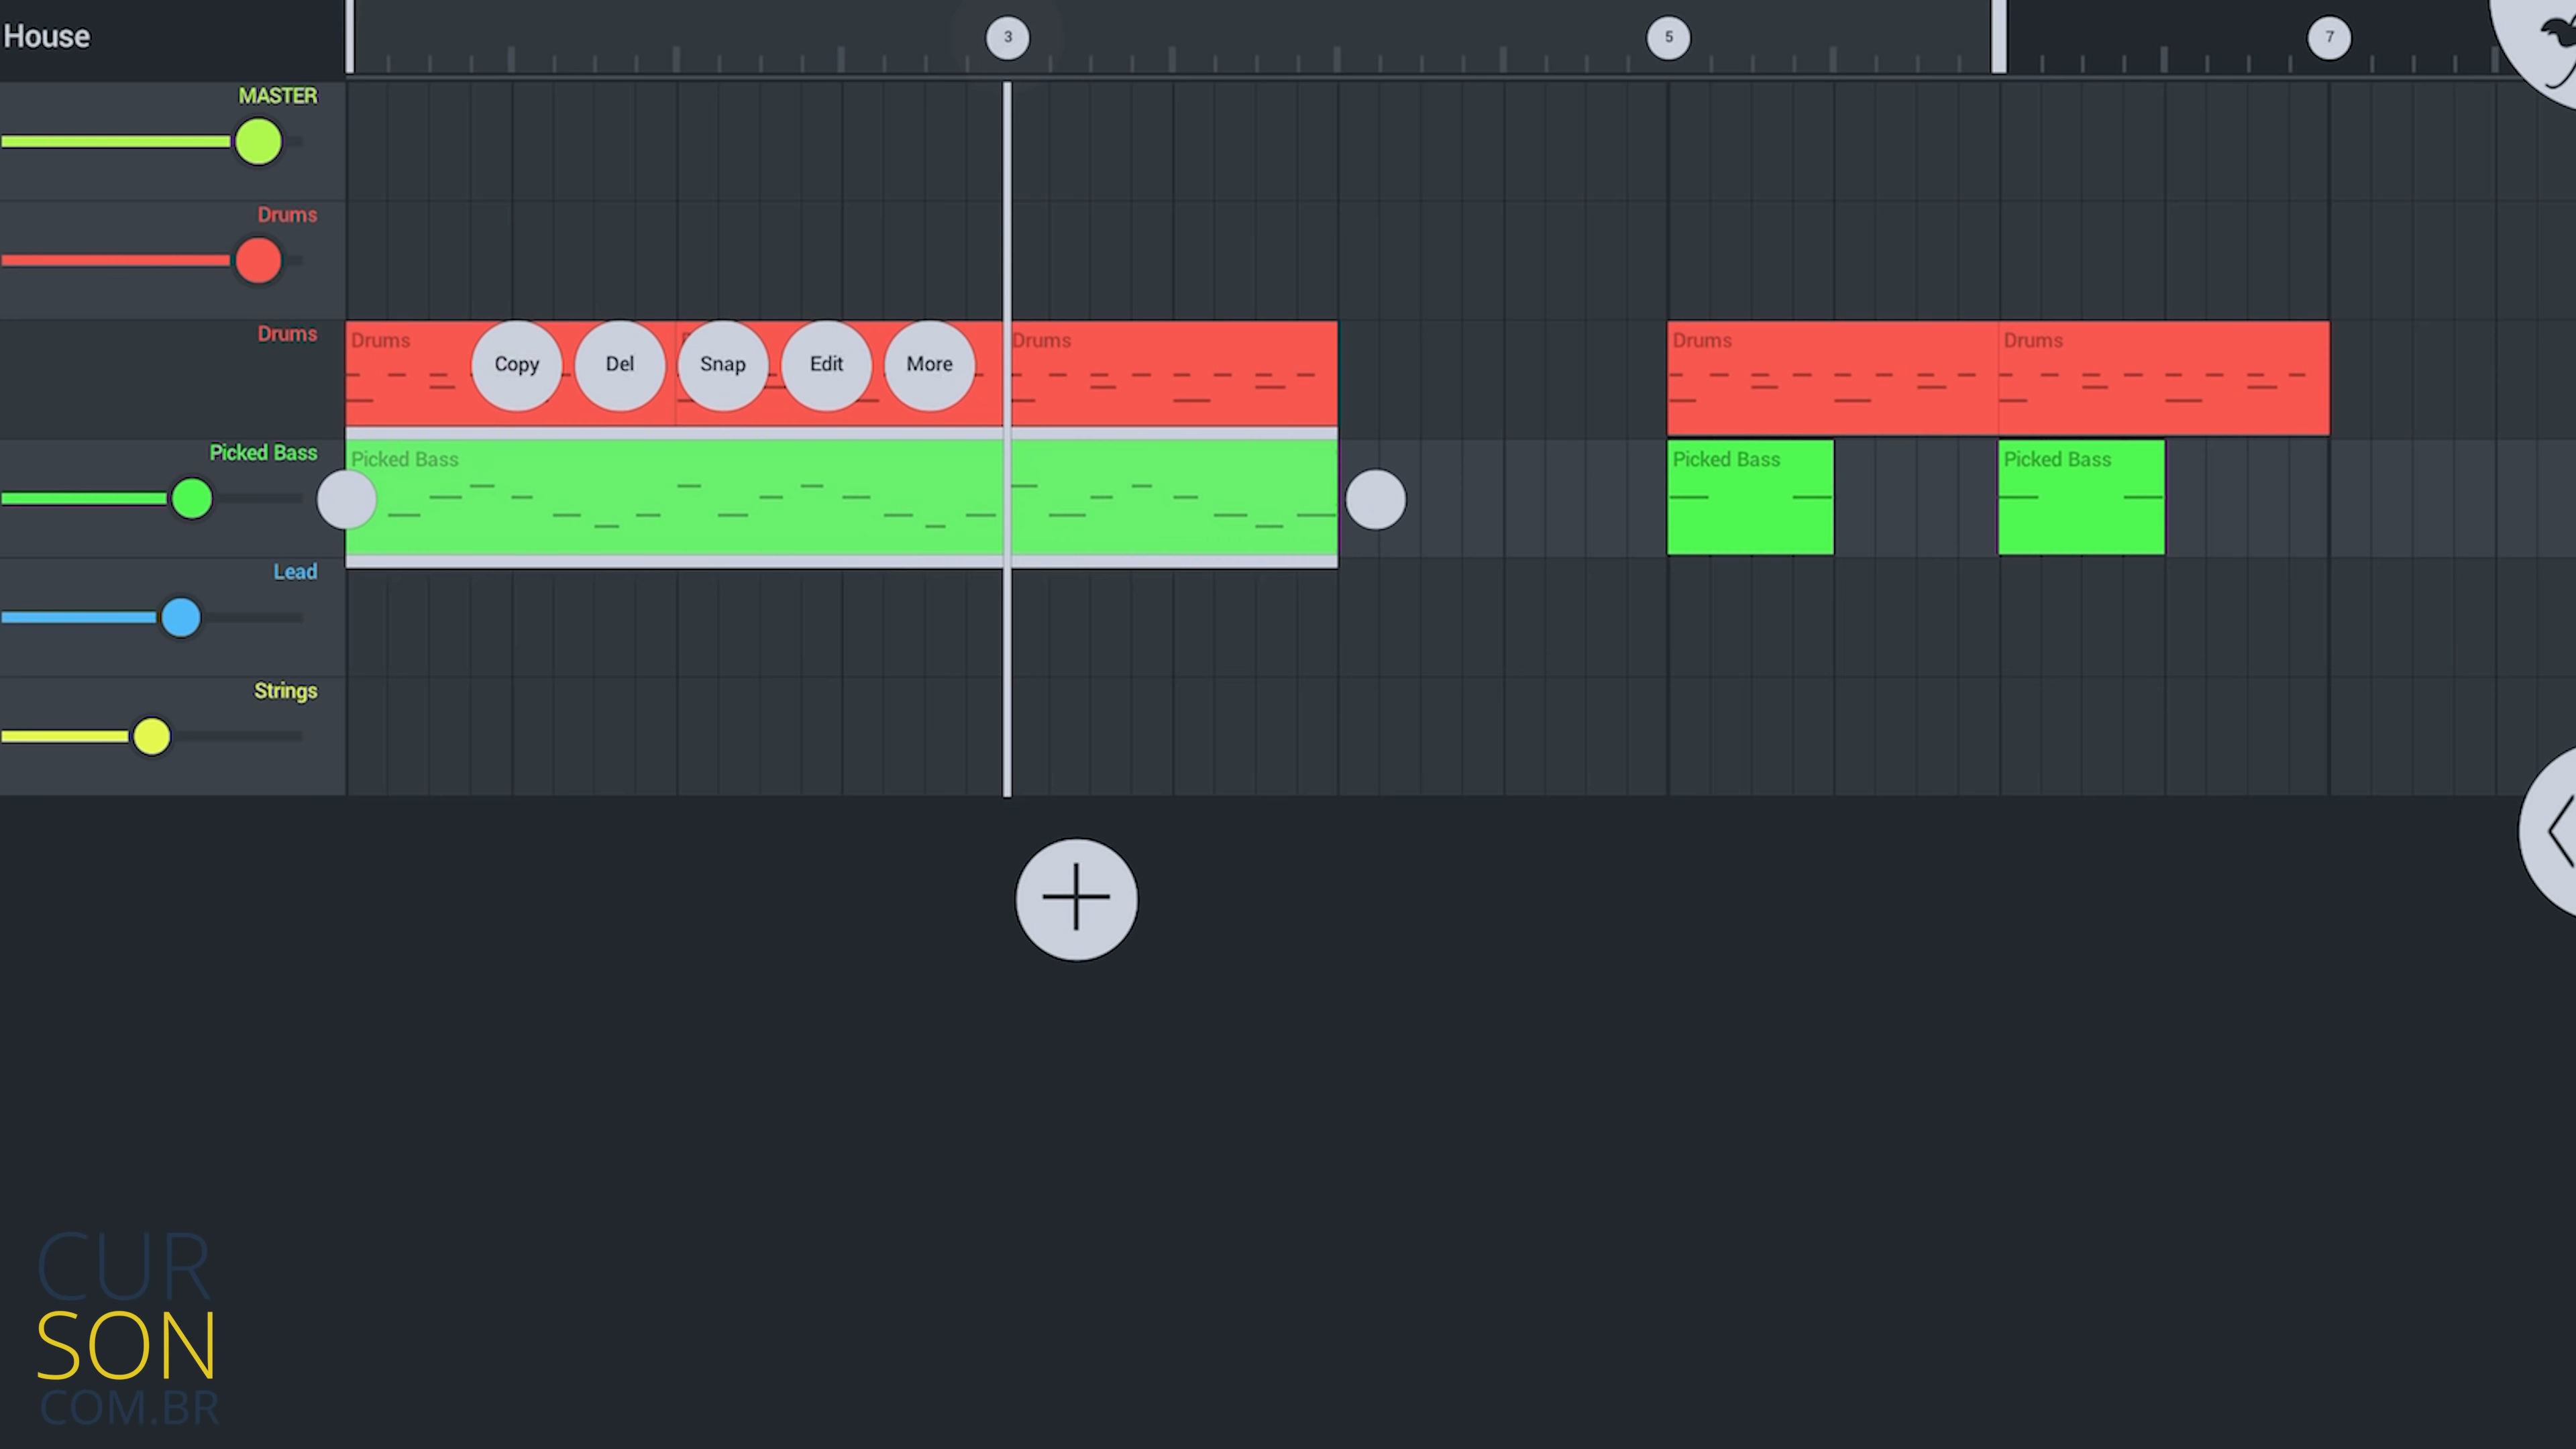 House
3
5
7
MASTER
Drums
Drums
Drums
Copy
Del
Snap
Edit
More
Drums
Drums
Drums
Picked Bass
Picked Bass
Picked Bass
Picked Bass
Lead
Strings
CUR
SON
COM.BR